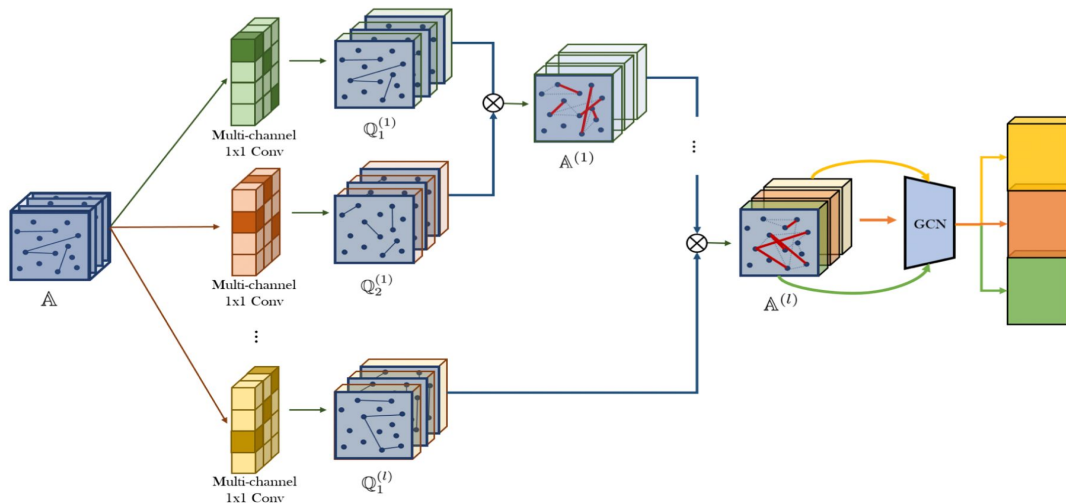 Multi-channel
1x1 Conv
ℚ₁⁽¹⁾
⊗
𝔸⁽¹⁾
...
Multi-channel
1x1 Conv
ℚ₂⁽¹⁾
𝔸
...
⊗
𝔸⁽ˡ⁾
GCN
Multi-channel
1x1 Conv
ℚ₁⁽ˡ⁾